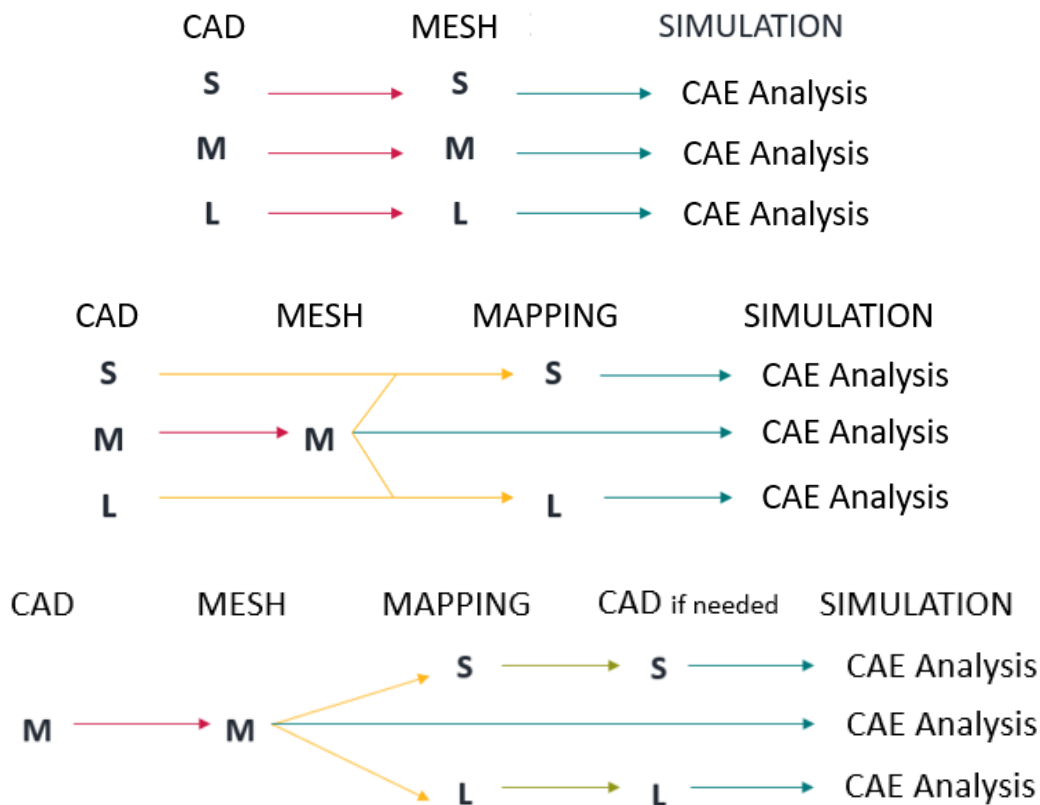 CAD MESH SIMULATION
S S CAE Analysis
M M CAE Analysis
L L CAE Analysis
CAD MESH MAPPING SIMULATION
S S CAE Analysis
M M CAE Analysis
L L CAE Analysis
CAD MESH MAPPING CAD if needed SIMULATION
S S CAE Analysis
M M CAE Analysis
L L CAE Analysis